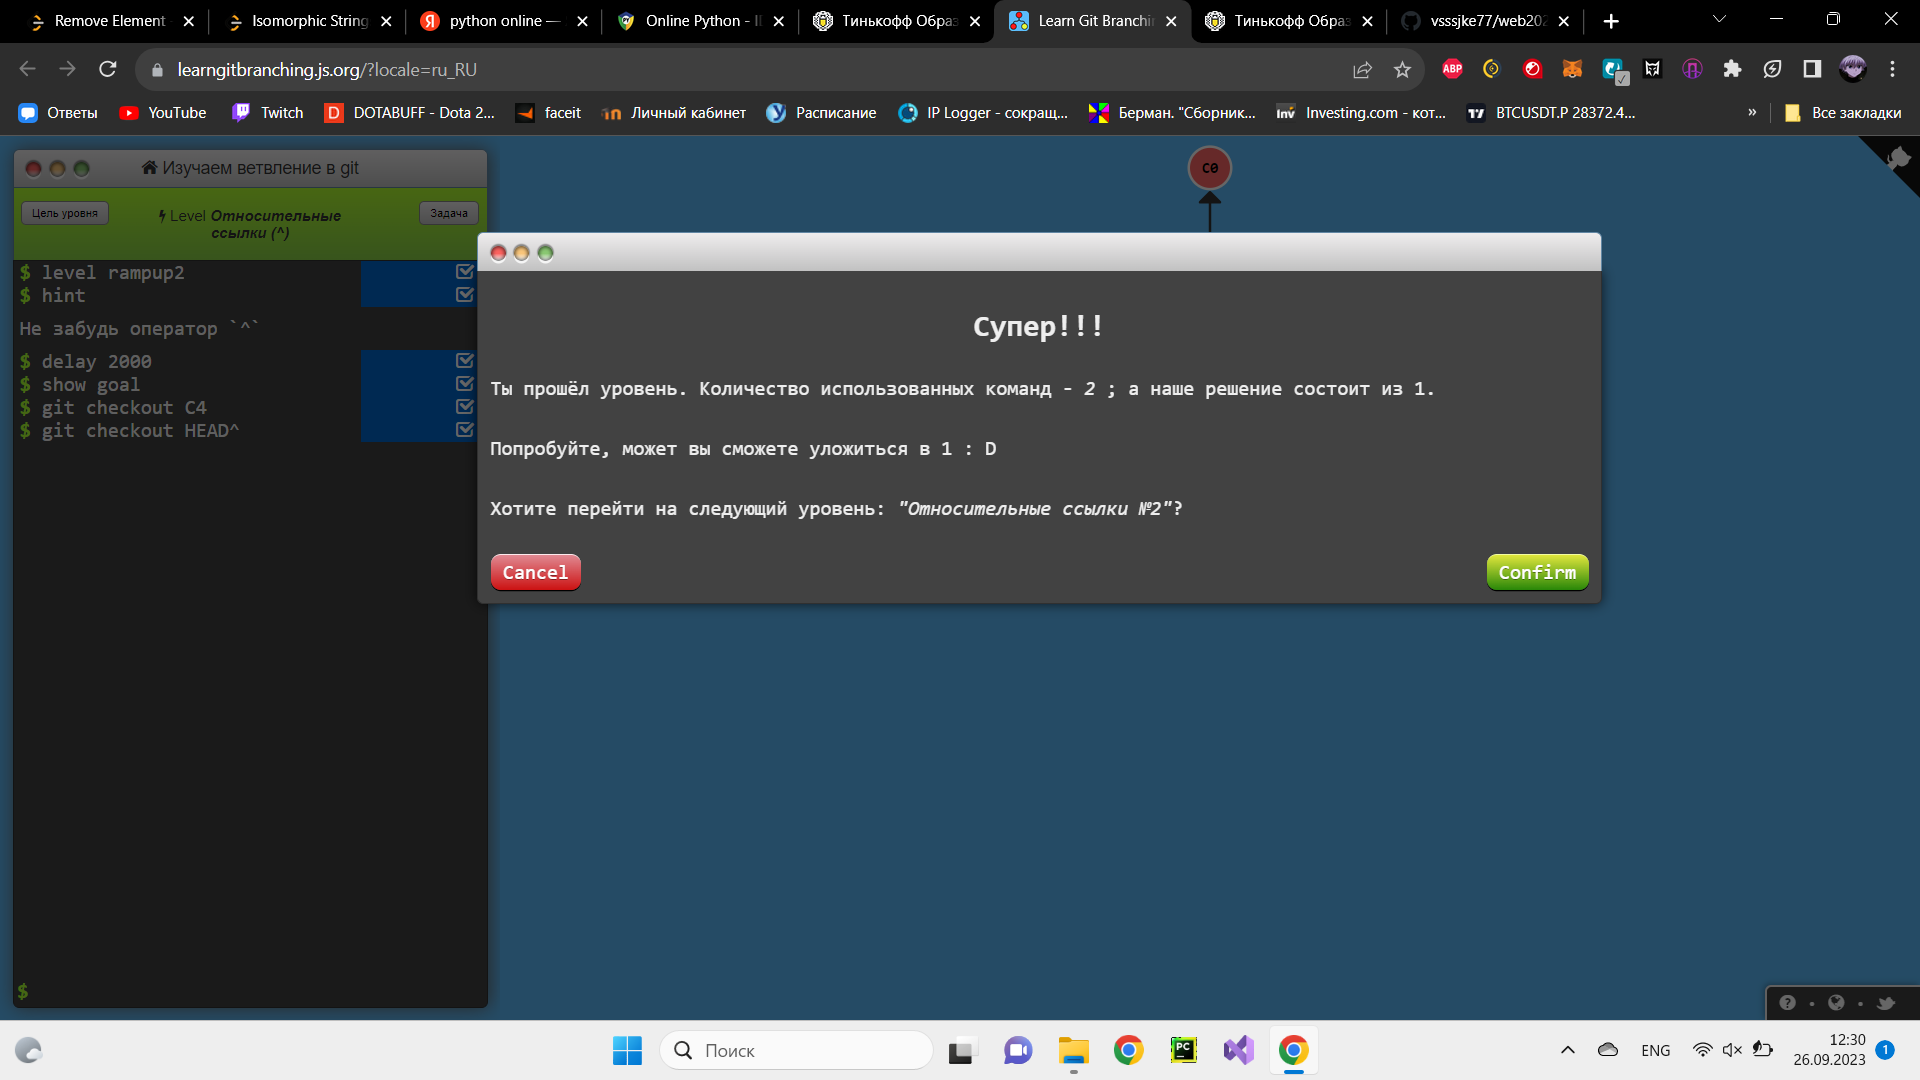 Remove Element -
Isomorphic String
python online —
Online Python - I
Тинькофф Образ
Learn Git Branchi
Тинькофф Образ
vsssjke77/web202
learngitbranching.js.org/?locale=ru_RU
ABP
Ответы
YouTube
Twitch
DOTABUFF - Dota 2...
faceit
Личный кабинет
Расписание
IP Logger - сокращ...
Берман. "Сборник...
Investing.com - кот...
BTCUSDT.P 28372.4...
»
Все закладки
Изучаем ветвление в git
Цель уровня
Level Относительные
ссылки (^)
Задача
$ level rampup2
$ hint
Не забудь оператор `^`
$ delay 2000
$ show goal
$ git checkout C4
$ git checkout HEAD^
$
C0
Супер!!!
Ты прошёл уровень. Количество использованных команд - 2 ; а наше решение состоит из 1.
Попробуйте, может вы сможете уложиться в 1 : D
Хотите перейти на следующий уровень: "Относительные ссылки №2"?
Cancel
Confirm
Поиск
PC
ENG
12:30
26.09.2023
1